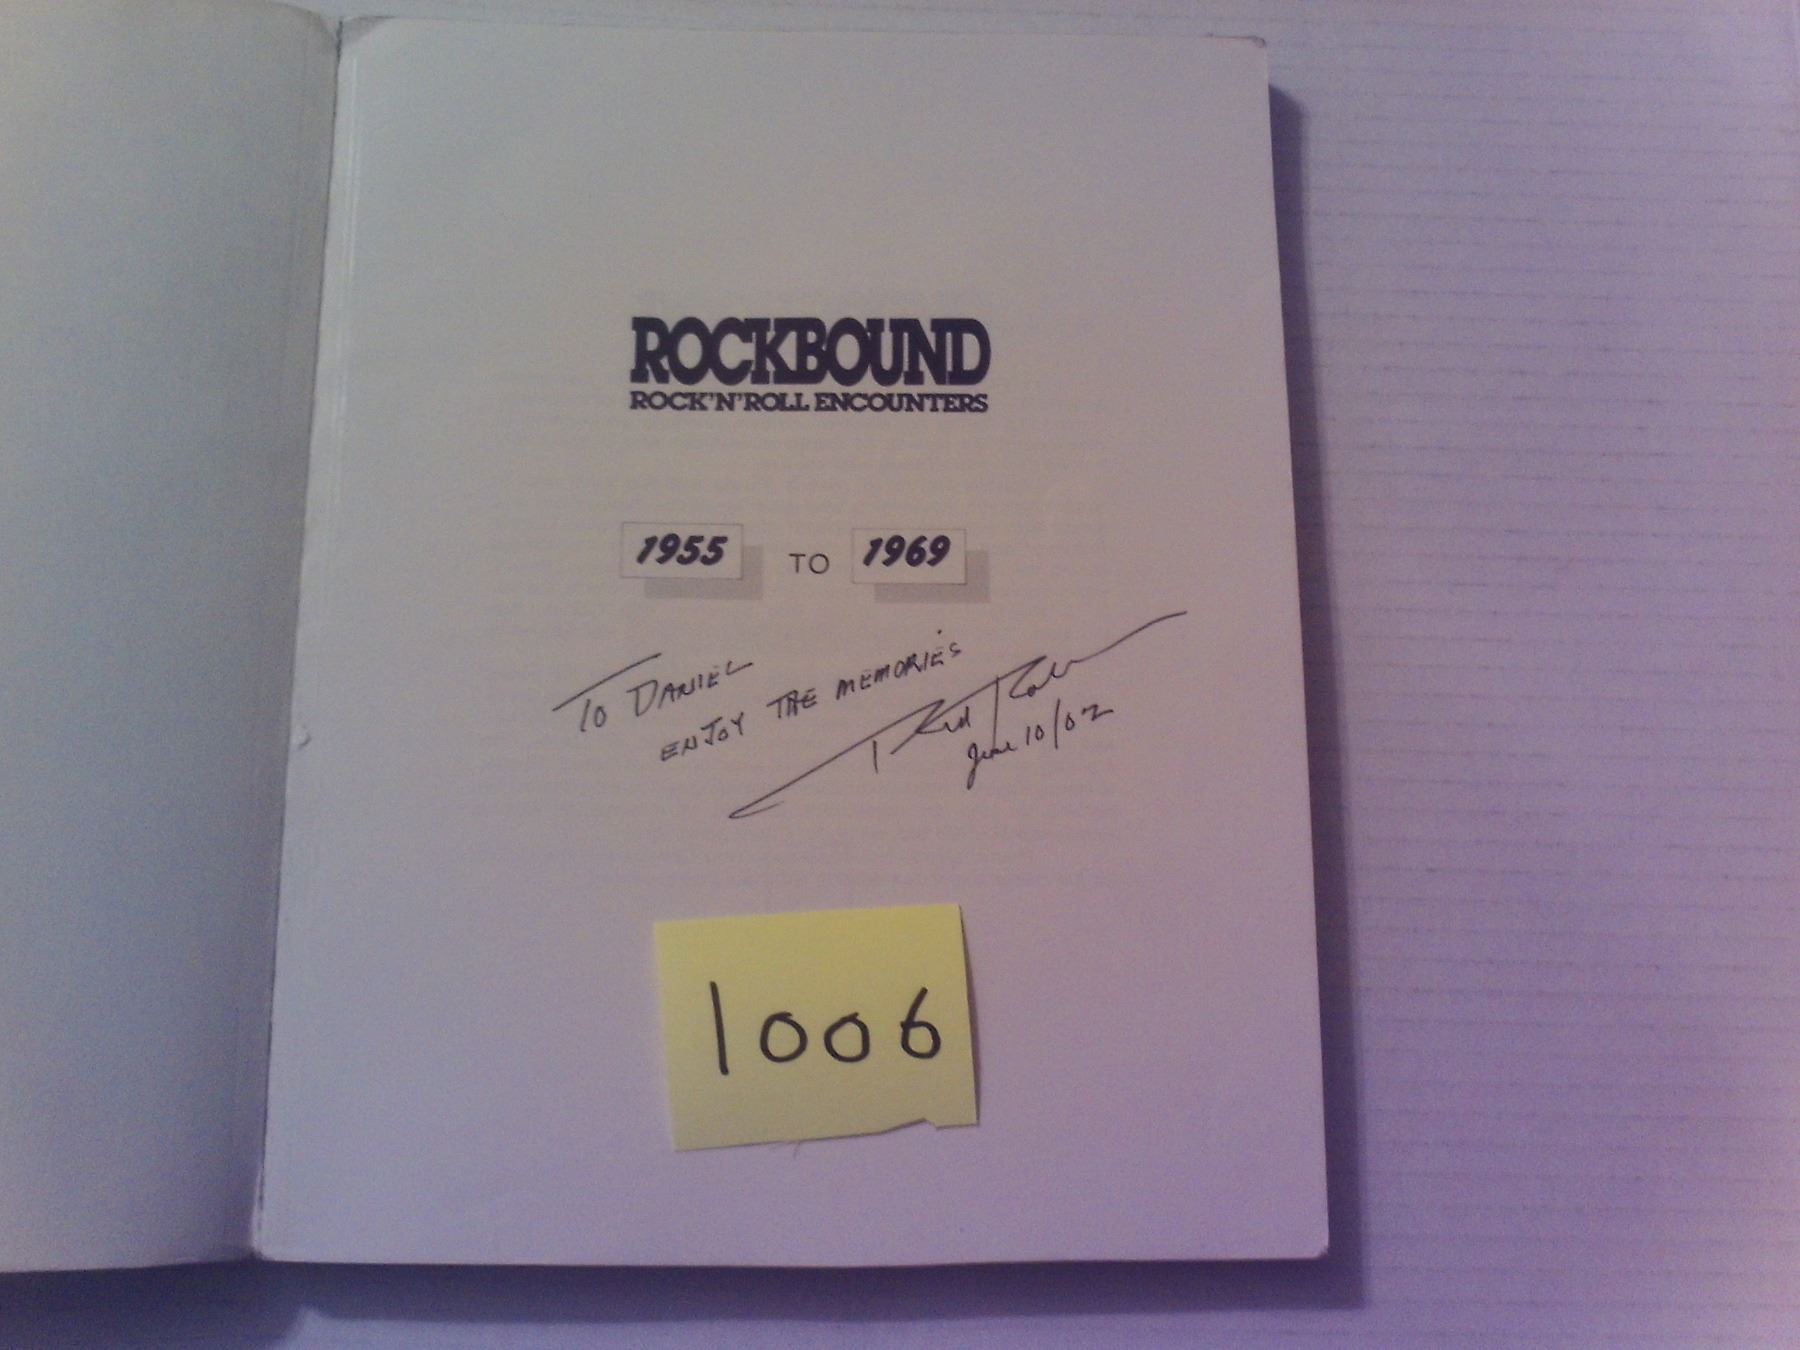 ROCKBOUND
ROCK'N'ROLL ENCOUNTERS
1955 TO 1969
TO DANIEL
ENJOY THE MEMORIES
June 10/02
1006